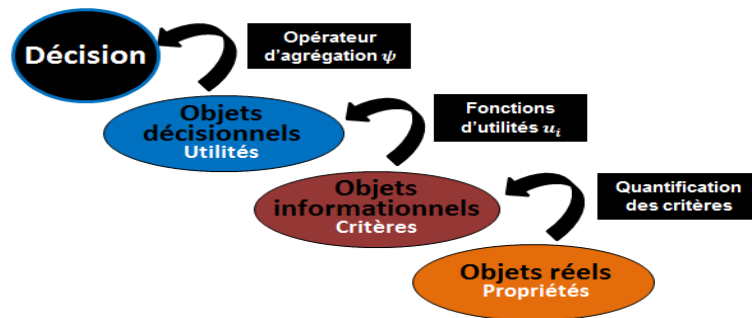 Décision
Opérateur
d'agrégation ψ
Objets
décisionnels
Utilités
Fonctions
d'utilités uᵢ
Objets
informationnels
Critères
Quantification
des critères
Objets réels
Propriétés